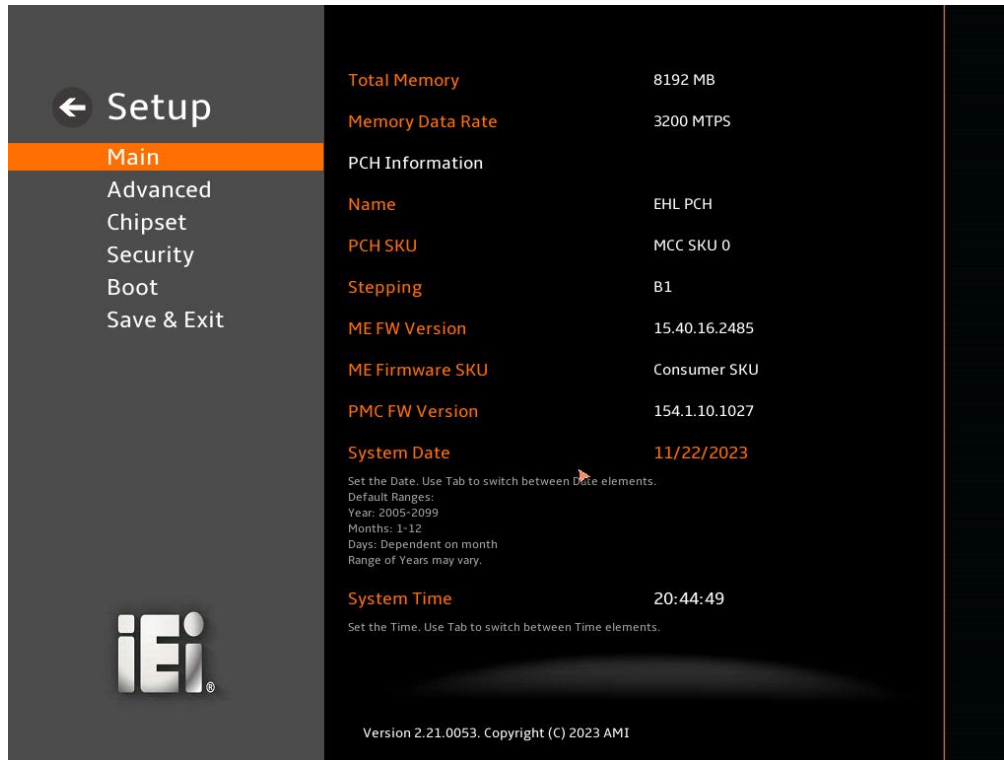 Setup
Main
Advanced
Chipset
Security
Boot
Save & Exit
iEi®
Total Memory 8192 MB
Memory Data Rate 3200 MTPS
PCH Information
Name EHL PCH
PCH SKU MCC SKU 0
Stepping B1
ME FW Version 15.40.16.2485
ME Firmware SKU Consumer SKU
PMC FW Version 154.1.10.1027
System Date 11/22/2023
Set the Date. Use Tab to switch between Date elements.
Default Ranges:
Year: 2005-2099
Months: 1-12
Days: Dependent on month
Range of Years may vary.
System Time 20:44:49
Set the Time. Use Tab to switch between Time elements.
Version 2.21.0053. Copyright (C) 2023 AMI